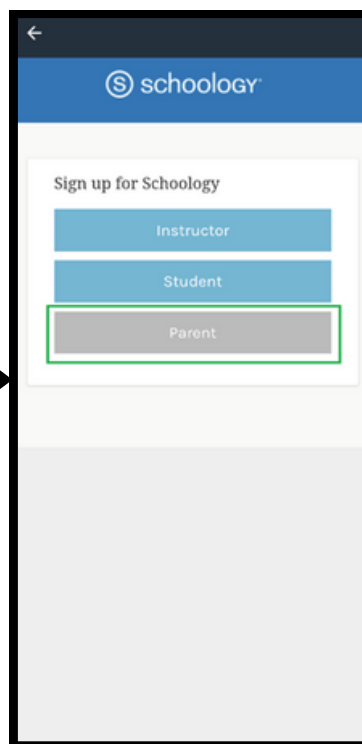 S schoology
Sign up for Schoology
Instructor
Student
Parent